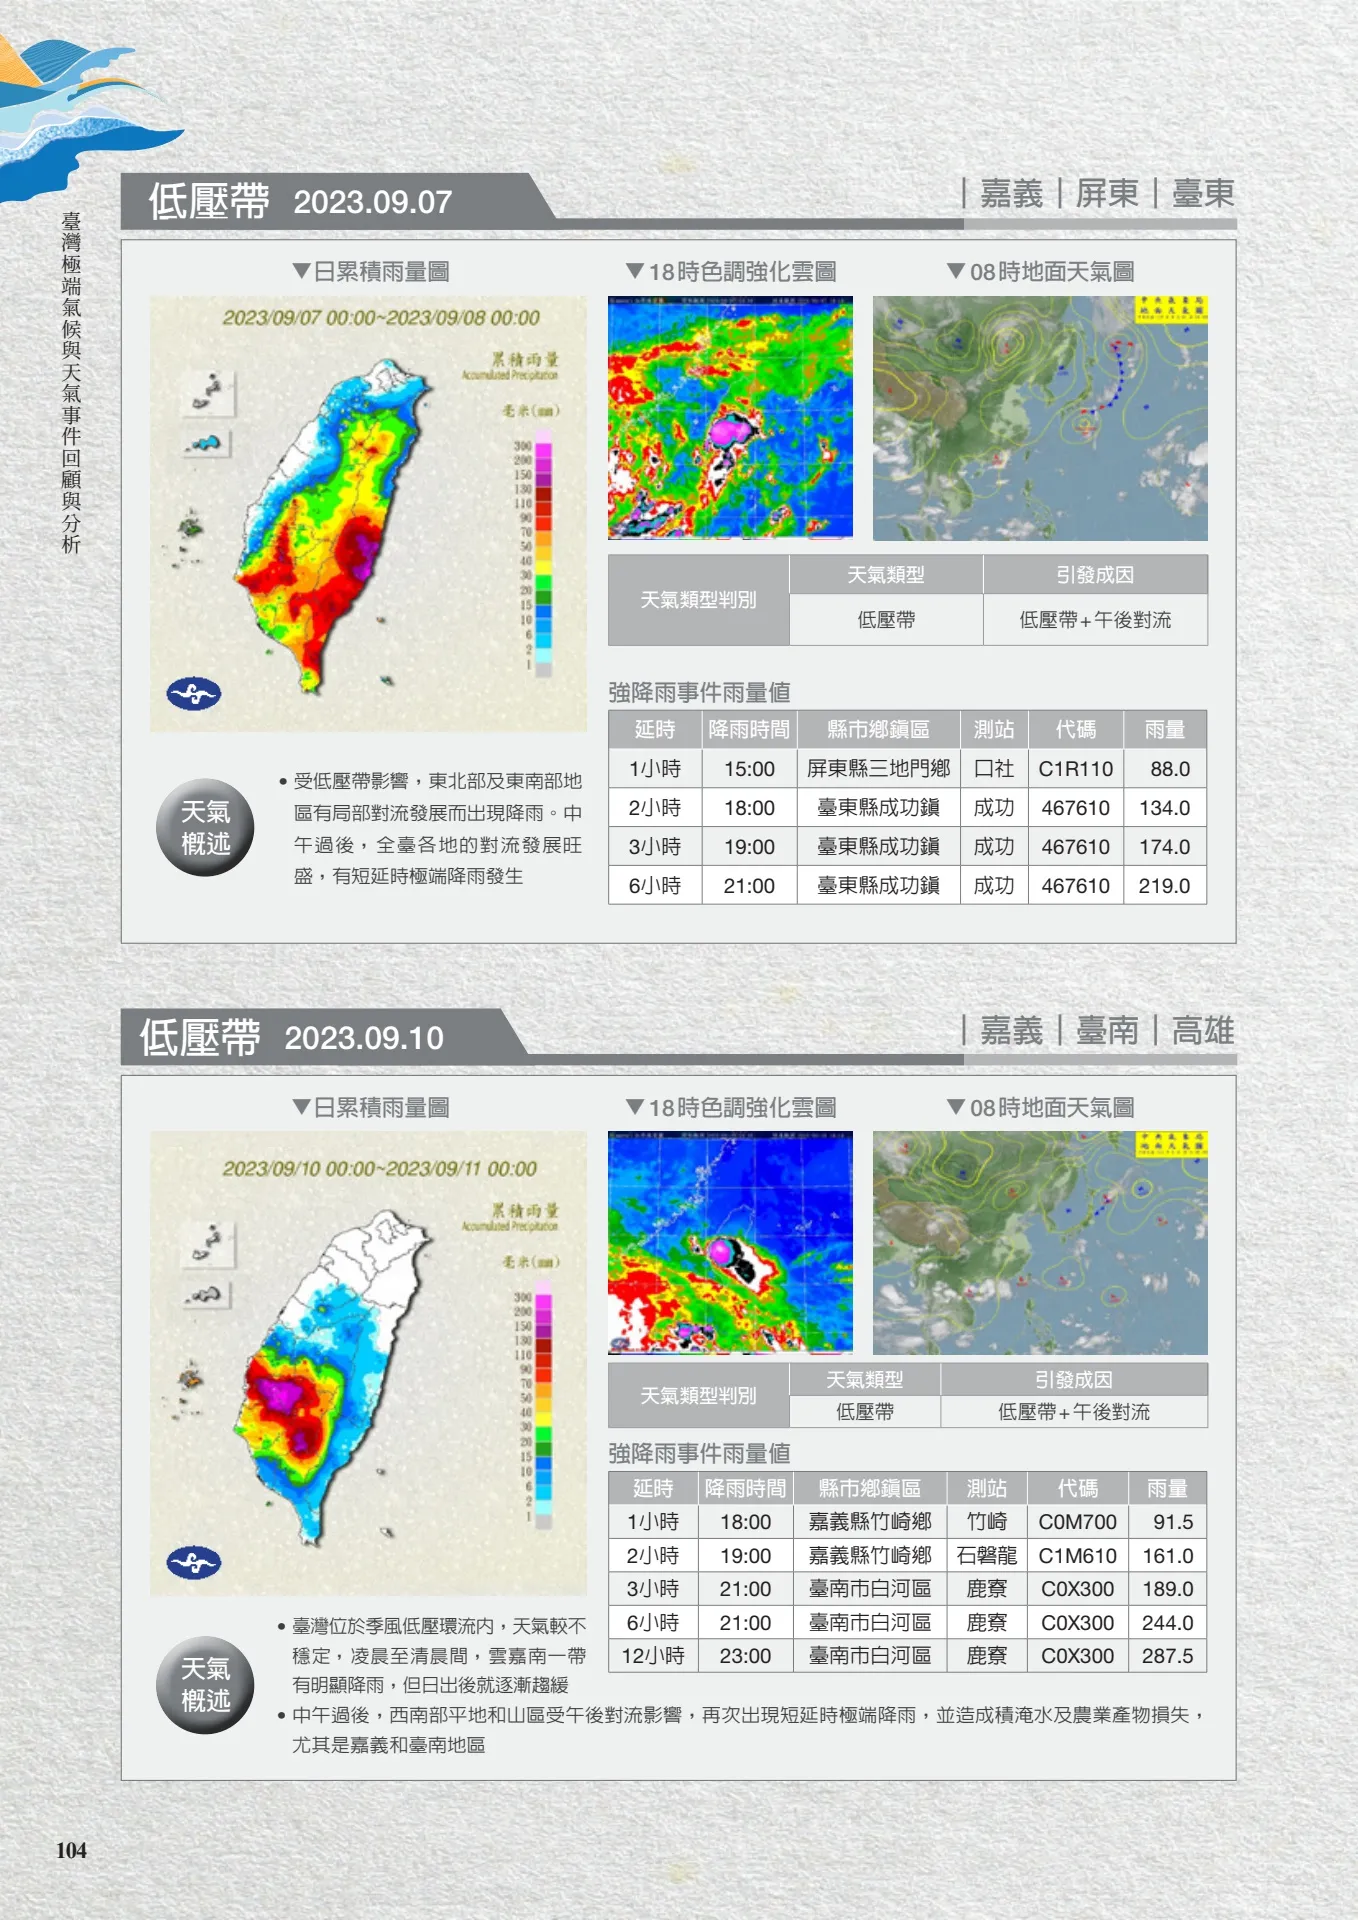 臺灣極端氣候與天氣事件回顧與分析
低壓帶 2023.09.07
｜嘉義｜屏東｜臺東
▼日累積雨量圖
2023/09/07 00:00~2023/09/08 00:00
累積雨量
Accumulated Precipitation
毫米(mm)
300
200
150
130
110
90
70
50
40
30
20
15
10
6
2
1
▼18時色調強化雲圖
▼08時地面天氣圖
中央氣象局
地面天氣圖
天氣類型判別
天氣類型 引發成因
低壓帶 低壓帶+午後對流
強降雨事件雨量值
延時 降雨時間 縣市鄉鎮區 測站 代碼 雨量
1小時 15:00 屏東縣三地門鄉 口社 C1R110 88.0
2小時 18:00 臺東縣成功鎮 成功 467610 134.0
3小時 19:00 臺東縣成功鎮 成功 467610 174.0
6小時 21:00 臺東縣成功鎮 成功 467610 219.0
天氣
概述
• 受低壓帶影響，東北部及東南部地
區有局部對流發展而出現降雨。中
午過後，全臺各地的對流發展旺
盛，有短延時極端降雨發生
低壓帶 2023.09.10
｜嘉義｜臺南｜高雄
▼日累積雨量圖
2023/09/10 00:00~2023/09/11 00:00
累積雨量
Accumulated Precipitation
毫米(mm)
300
200
150
130
110
90
70
50
40
30
20
15
10
6
2
1
▼18時色調強化雲圖
▼08時地面天氣圖
中央氣象局
地面天氣圖
天氣類型判別
天氣類型 引發成因
低壓帶 低壓帶+午後對流
強降雨事件雨量值
延時 降雨時間 縣市鄉鎮區 測站 代碼 雨量
1小時 18:00 嘉義縣竹崎鄉 竹崎 C0M700 91.5
2小時 19:00 嘉義縣竹崎鄉 石磐龍 C1M610 161.0
3小時 21:00 臺南市白河區 鹿寮 C0X300 189.0
6小時 21:00 臺南市白河區 鹿寮 C0X300 244.0
12小時 23:00 臺南市白河區 鹿寮 C0X300 287.5
天氣
概述
• 臺灣位於季風低壓環流內，天氣較不
穩定，凌晨至清晨間，雲嘉南一帶
有明顯降雨，但日出後就逐漸趨緩
• 中午過後，西南部平地和山區受午後對流影響，再次出現短延時極端降雨，並造成積淹水及農業產物損失，
尤其是嘉義和臺南地區
104